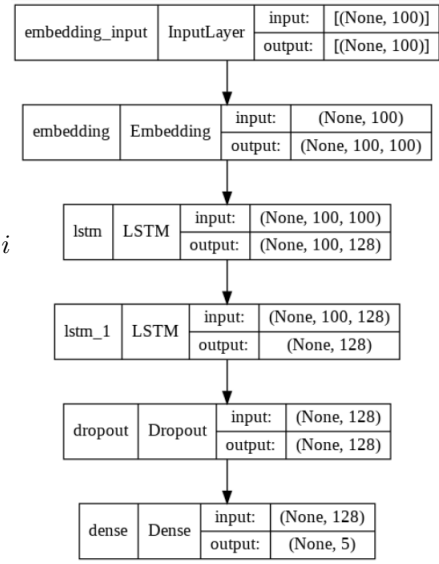 embedding_input InputLayer input: [(None, 100)]
output: [(None, 100)]
embedding Embedding input: (None, 100)
output: (None, 100, 100)
i
lstm LSTM input: (None, 100, 100)
output: (None, 100, 128)
lstm_1 LSTM input: (None, 100, 128)
output: (None, 128)
dropout Dropout input: (None, 128)
output: (None, 128)
dense Dense input: (None, 128)
output: (None, 5)